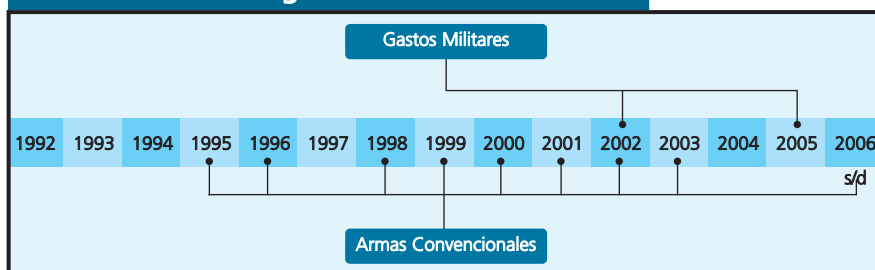 Gastos Militares
1992 1993 1994 1995 1996 1997 1998 1999 2000 2001 2002 2003 2004 2005 2006
s/d
Armas Convencionales